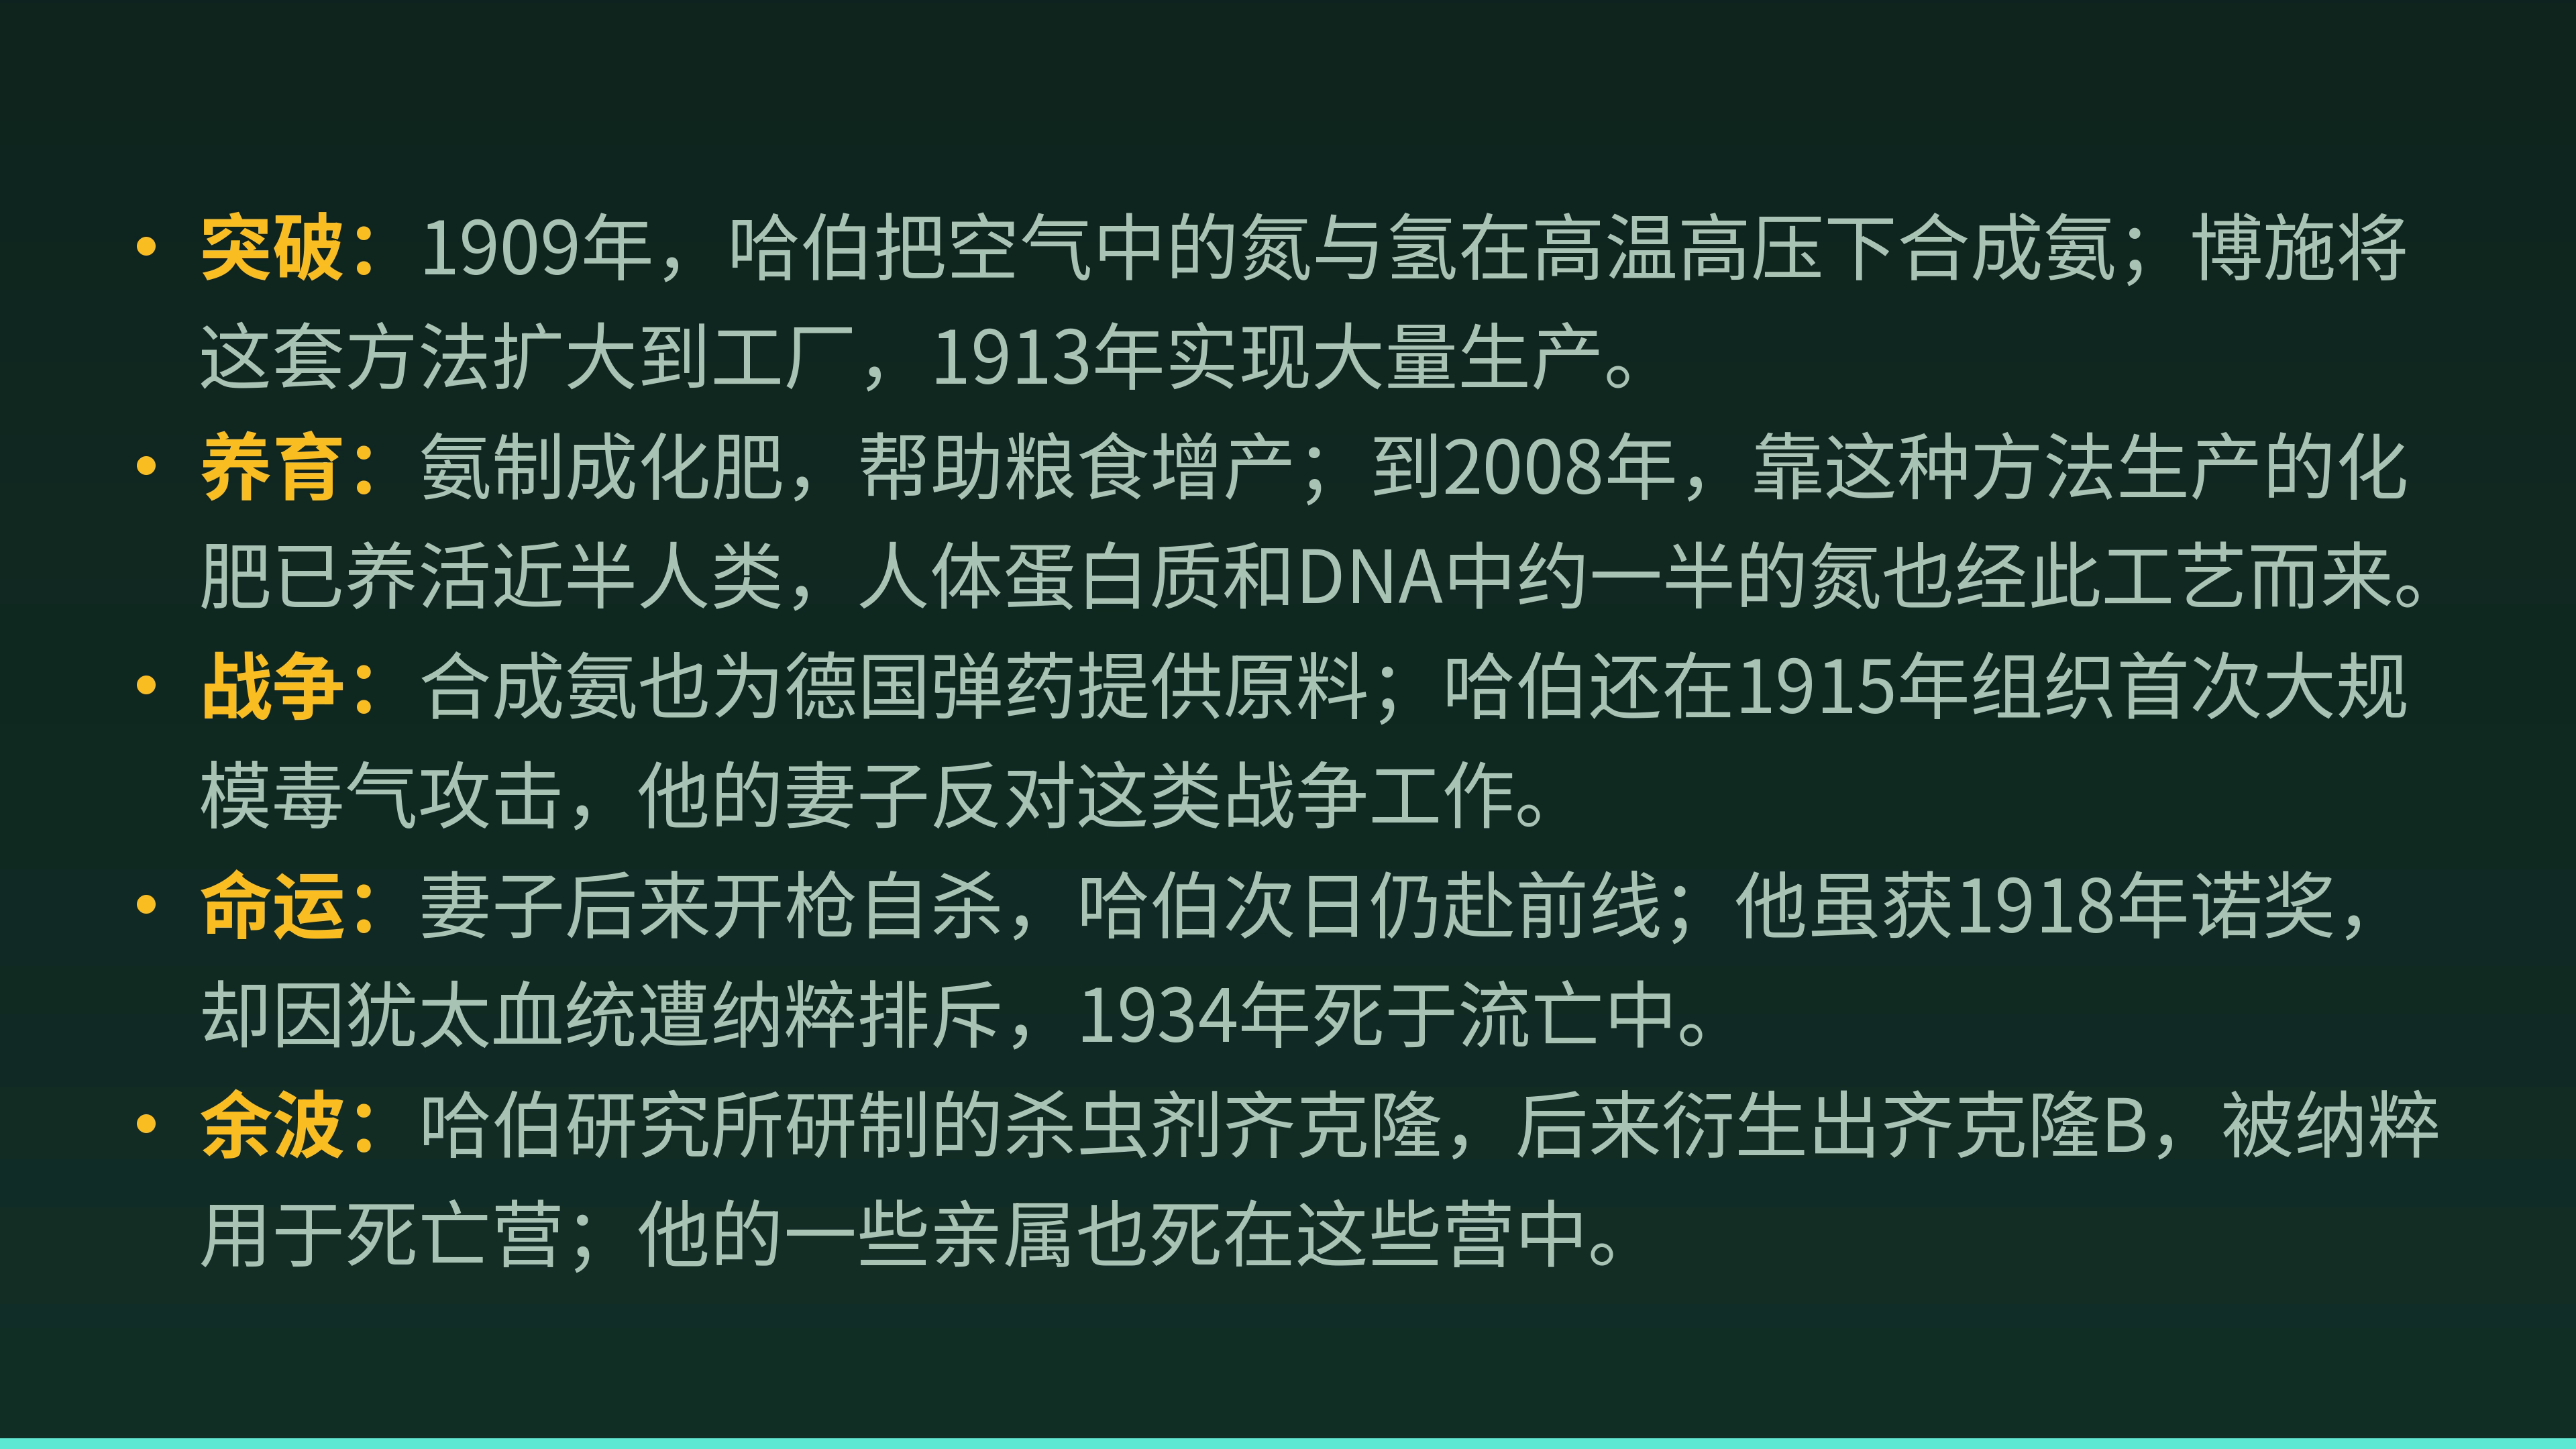 • 突破：1909年，哈伯把空气中的氮与氢在高温高压下合成氨；博施将
这套方法扩大到工厂，1913年实现大量生产。
• 养育：氨制成化肥，帮助粮食增产；到2008年，靠这种方法生产的化
肥已养活近半人类，人体蛋白质和DNA中约一半的氮也经此工艺而来。
• 战争：合成氨也为德国弹药提供原料；哈伯还在1915年组织首次大规
模毒气攻击，他的妻子反对这类战争工作。
• 命运：妻子后来开枪自杀，哈伯次日仍赴前线；他虽获1918年诺奖，
却因犹太血统遭纳粹排斥，1934年死于流亡中。
• 余波：哈伯研究所研制的杀虫剂齐克隆，后来衍生出齐克隆B，被纳粹
用于死亡营；他的一些亲属也死在这些营中。